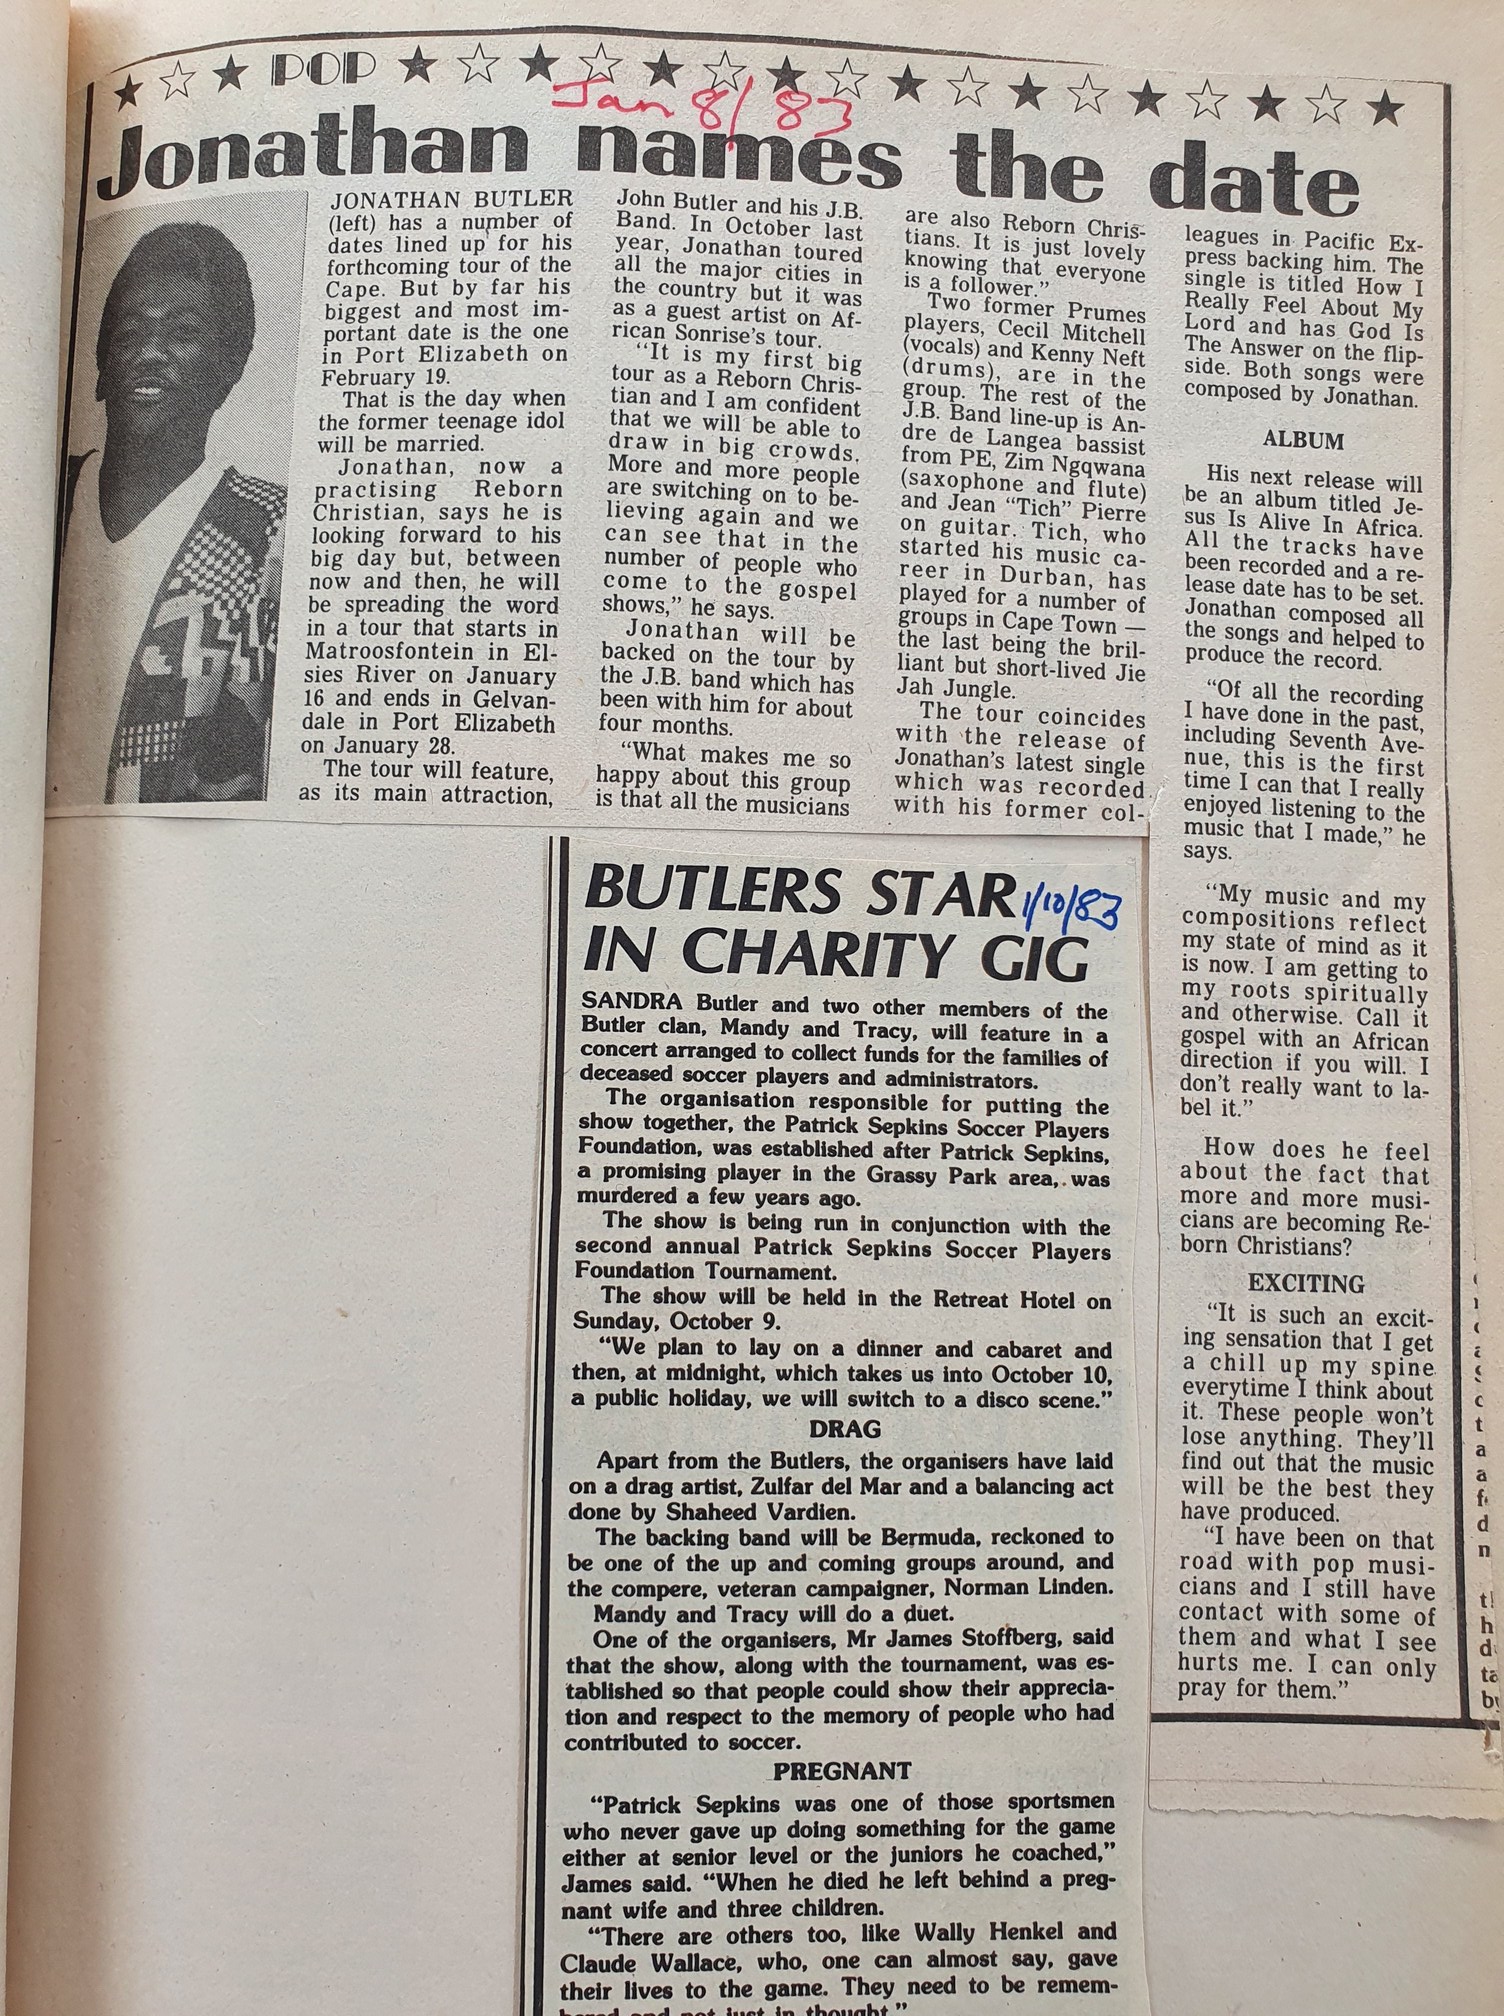 POP
Jan 8/83
Jonathan names the date
JONATHAN BUTLER
(left) has a number of
dates lined up for his
forthcoming tour of the
Cape. But by far his
biggest and most im-
portant date is the one
in Port Elizabeth on
February 19.
That is the day when
the former teenage idol
will be married.
Jonathan, now a
practising Reborn
Christian, says he is
looking forward to his
big day but, between
now and then, he will
be spreading the word
in a tour that starts in
Matroosfontein in El-
sies River on January
16 and ends in Gelvan-
dale in Port Elizabeth
on January 28.
The tour will feature,
as its main attraction,
John Butler and his J.B.
Band. In October last
year, Jonathan toured
all the major cities in
the country but it was
as a guest artist on Af-
rican Sonrise's tour.
"It is my first big
tour as a Reborn Chris-
tian and I am confident
that we will be able to
draw in big crowds.
More and more people
are switching on to be-
lieving again and we
can see that in the
number of people who
come to the gospel
shows," he says.
Jonathan will be
backed on the tour by
the J.B. band which has
been with him for about
four months.
"What makes me so
happy about this group
is that all the musicians
are also Reborn Chris-
tians. It is just lovely
knowing that everyone
is a follower."
Two former Prumes
players, Cecil Mitchell
(vocals) and Kenny Neft
(drums), are in the
group. The rest of the
J.B. Band line-up is An-
dre de Langea bassist
from PE, Zim Ngqwana
(saxophone and flute)
and Jean "Tich" Pierre
on guitar. Tich, who
started his music ca-
reer in Durban, has
played for a number of
groups in Cape Town —
the last being the bril-
liant but short-lived Jie
Jah Jungle.
The tour coincides
with the release of
Jonathan's latest single
which was recorded
with his former col-
leagues in Pacific Ex-
press backing him. The
single is titled How I
Really Feel About My
Lord and has God Is
The Answer on the flip-
side. Both songs were
composed by Jonathan.
ALBUM
His next release will
be an album titled Je-
sus Is Alive In Africa.
All the tracks have
been recorded and a re-
lease date has to be set.
Jonathan composed all
the songs and helped to
produce the record.
"Of all the recording
I have done in the past,
including Seventh Ave-
nue, this is the first
time I can that I really
enjoyed listening to the
music that I made," he
says.
"My music and my
compositions reflect
my state of mind as it
is now. I am getting to
my roots spiritually
and otherwise. Call it
gospel with an African
direction if you will. I
don't really want to la-
bel it."
How does he feel
about the fact that
more and more musi-
cians are becoming Re-
born Christians?
EXCITING
"It is such an excit-
ing sensation that I get
a chill up my spine
everytime I think about
it. These people won't
lose anything. They'll
find out that the music
will be the best they
have produced.
"I have been on that
road with pop musi-
cians and I still have
contact with some of
them and what I see
hurts me. I can only
pray for them."
BUTLERS STAR
1/10/83
IN CHARITY GIG
SANDRA Butler and two other members of the
Butler clan, Mandy and Tracy, will feature in a
concert arranged to collect funds for the families of
deceased soccer players and administrators.
The organisation responsible for putting the
show together, the Patrick Sepkins Soccer Players
Foundation, was established after Patrick Sepkins,
a promising player in the Grassy Park area, was
murdered a few years ago.
The show is being run in conjunction with the
second annual Patrick Sepkins Soccer Players
Foundation Tournament.
The show will be held in the Retreat Hotel on
Sunday, October 9.
"We plan to lay on a dinner and cabaret and
then, at midnight, which takes us into October 10,
a public holiday, we will switch to a disco scene."
DRAG
Apart from the Butlers, the organisers have laid
on a drag artist, Zulfar del Mar and a balancing act
done by Shaheed Vardien.
The backing band will be Bermuda, reckoned to
be one of the up and coming groups around, and
the compere, veteran campaigner, Norman Linden.
Mandy and Tracy will do a duet.
One of the organisers, Mr James Stoffberg, said
that the show, along with the tournament, was es-
tablished so that people could show their apprecia-
tion and respect to the memory of people who had
contributed to soccer.
PREGNANT
"Patrick Sepkins was one of those sportsmen
who never gave up doing something for the game
either at senior level or the juniors he coached,"
James said. "When he died he left behind a preg-
nant wife and three children.
"There are others too, like Wally Henkel and
Claude Wallace, who, one can almost say, gave
their lives to the game. They need to be remem-
bered and not just in thought."